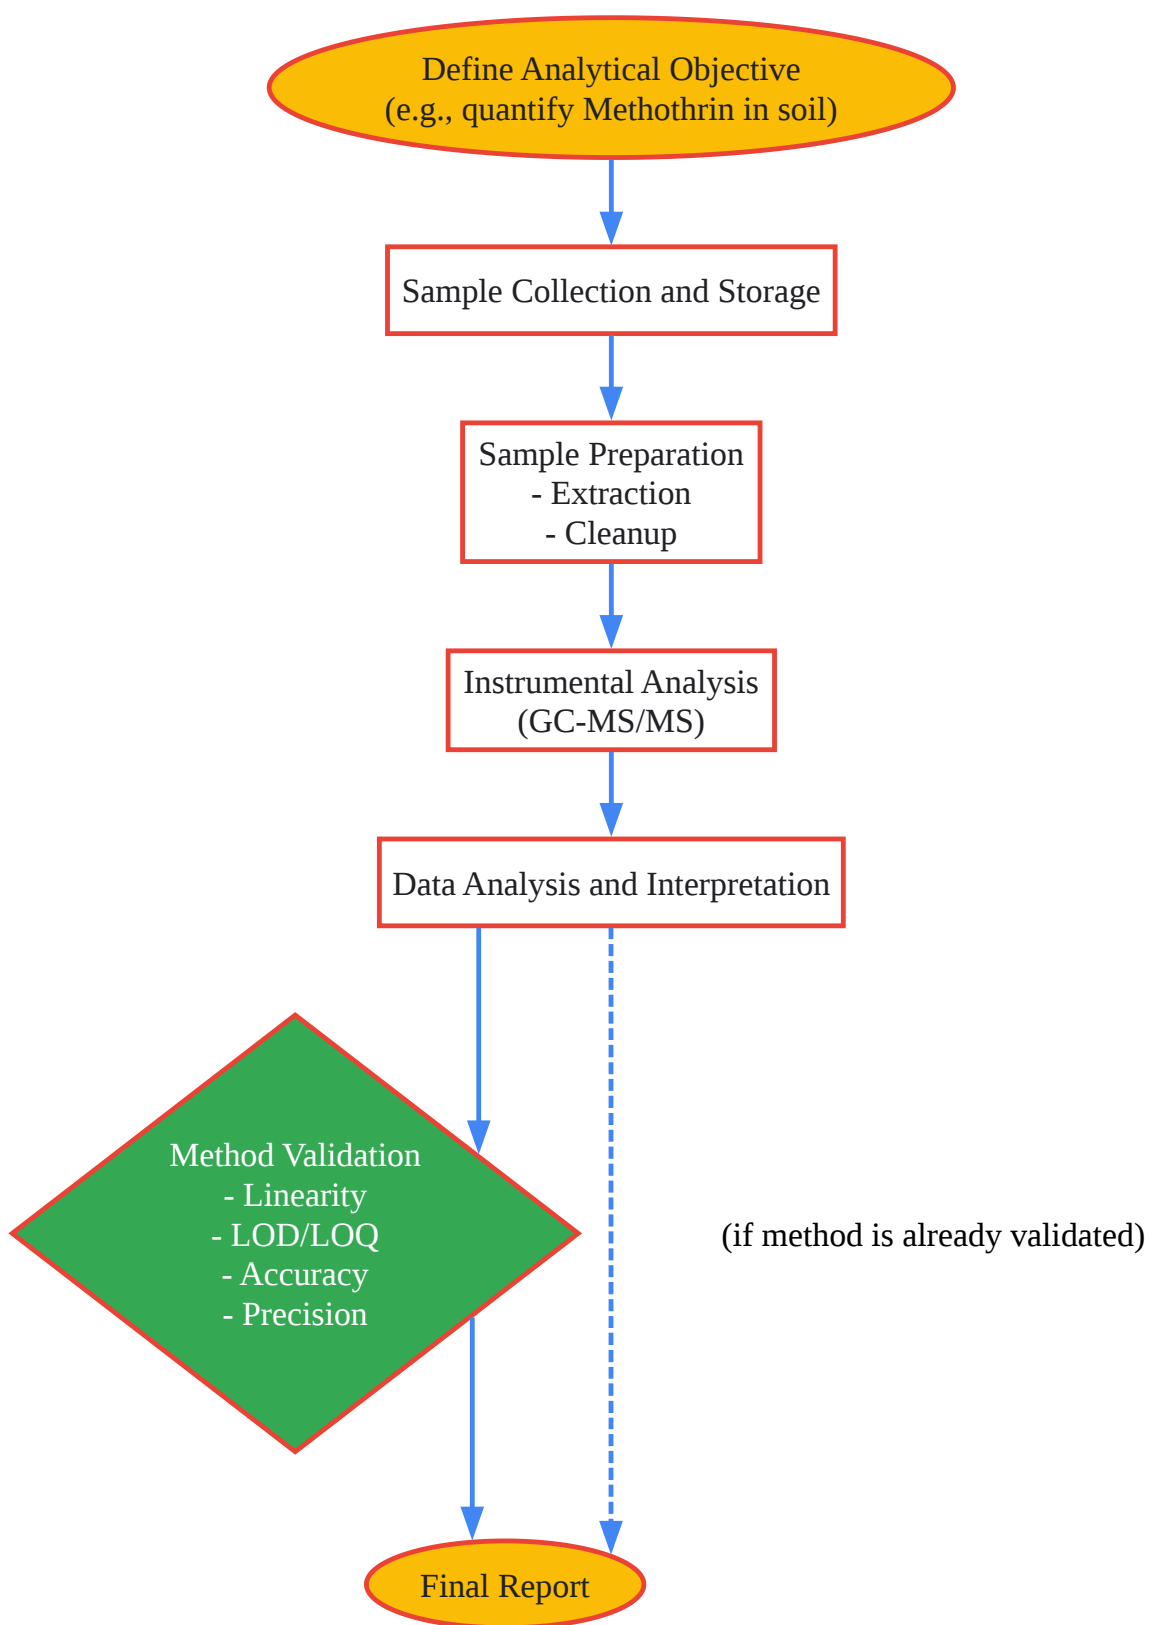 Define Analytical Objective
(e.g., quantify Methothrin in soil)
Sample Collection and Storage
Sample Preparation
- Extraction
- Cleanup
Instrumental Analysis
(GC-MS/MS)
Data Analysis and Interpretation
Method Validation
- Linearity
- LOD/LOQ
- Accuracy
- Precision
(if method is already validated)
Final Report